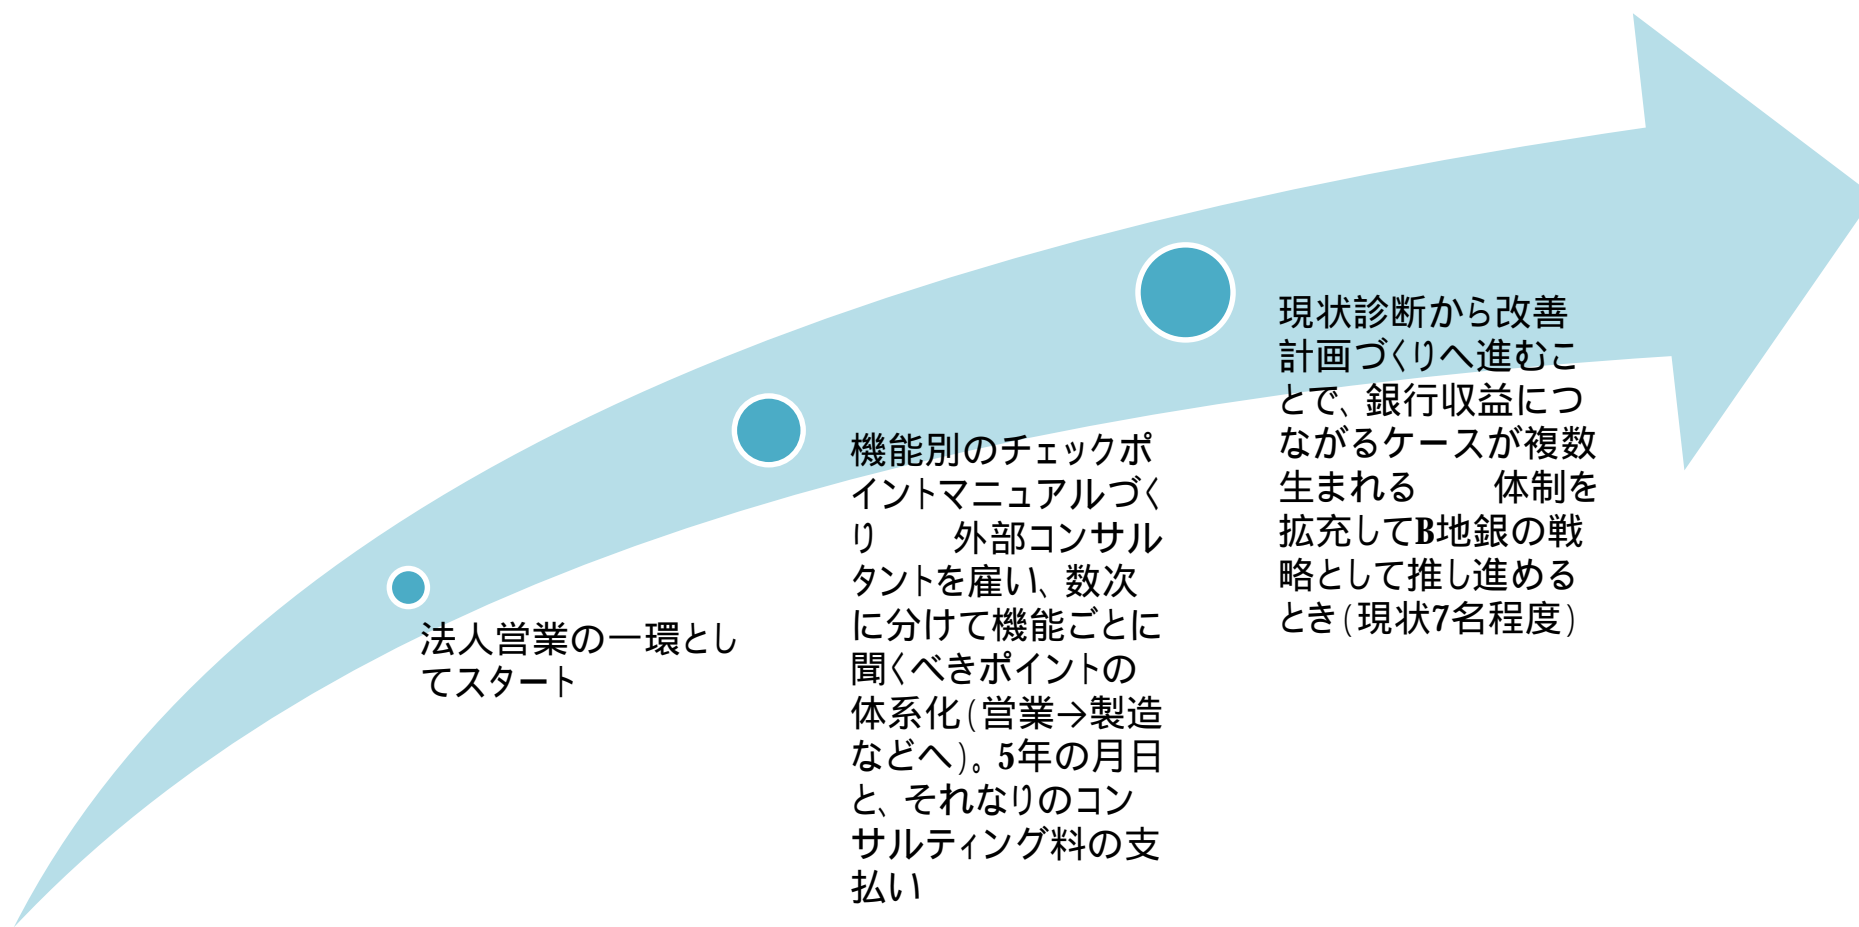 法人営業の一環とし
てスタート
機能別のチェックポ
イントマニュアルづく
り　　外部コンサル
タントを雇い、数次
に分けて機能ごとに
聞くべきポイントの
体系化(営業→製造
などへ)。5年の月日
と、それなりのコン
サルティング料の支
払い
現状診断から改善
計画づくりへ進むこ
とで、銀行収益につ
ながるケースが複数
生まれる　　体制を
拡充してB地銀の戦
略として推し進める
とき(現状7名程度)